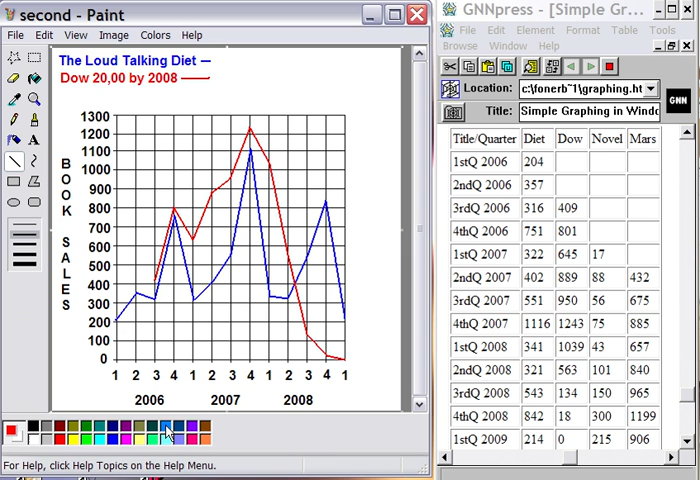 second - Paint
File Edit View Image Colors Help
The Loud Talking Diet
Dow 20,00 by 2008
1300
1200
1100
1000
900
800
700
600
500
400
300
200
100
0
BOOK SALES
1 2 3 4 1 2 3 4 1 2 3 4 1
2006 2007 2008
For Help, click Help Topics on the Help Menu.
GNNpress - [Simple Gr...
File Edit Element Format Table Tools
Browse Window Help
Location: c:\fonerb~1\graphing.ht
GNN
Title: Simple Graphing in Windo
Title/Quarter Diet Dow Novel Mars
1stQ 2006 204
2ndQ 2006 357
3rdQ 2006 316 409
4thQ 2006 751 801
1stQ 2007 322 645 17
2ndQ 2007 402 889 88 432
3rdQ 2007 551 950 56 675
4thQ 2007 1116 1243 75 885
1stQ 2008 341 1039 43 657
2ndQ 2008 321 563 101 840
3rdQ 2008 543 134 150 965
4thQ 2008 842 18 300 1199
1stQ 2009 214 0 215 906